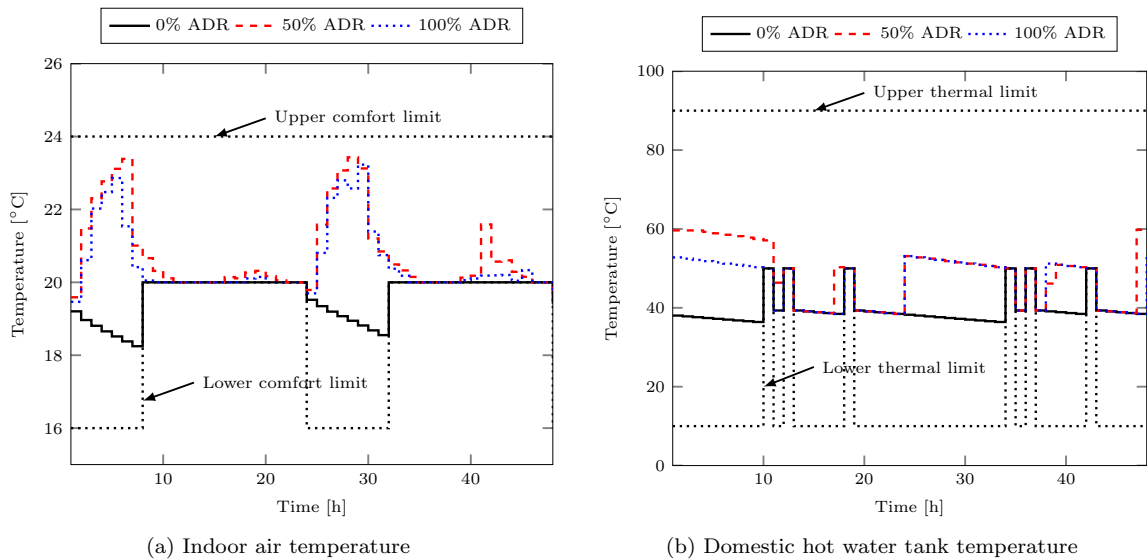 0% ADR 50% ADR 100% ADR
26
24
22
20
18
16
Temperature [°C]
Upper comfort limit
Lower comfort limit
10 20 30 40
Time [h]
(a) Indoor air temperature
0% ADR 50% ADR 100% ADR
100
80
60
40
20
0
Temperature [°C]
Upper thermal limit
Lower thermal limit
10 20 30 40
Time [h]
(b) Domestic hot water tank temperature